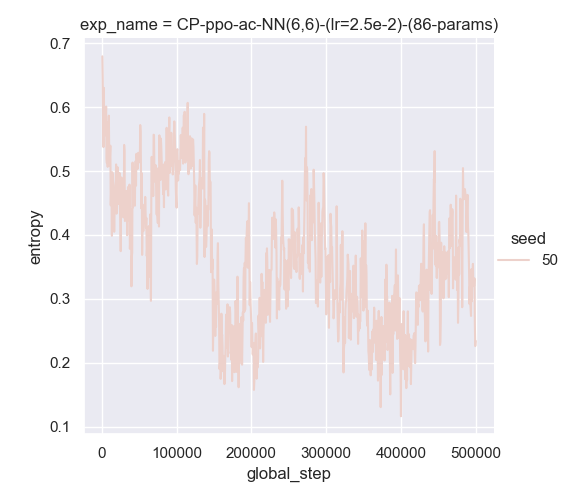 exp_name = CP-ppo-ac-NN(6,6)-(lr=2.5e-2)-(86-params)
0.7
0.6
0.5
0.4
0.3
0.2
0.1
entropy
0 100000 200000 300000 400000 500000
global_step
seed
50